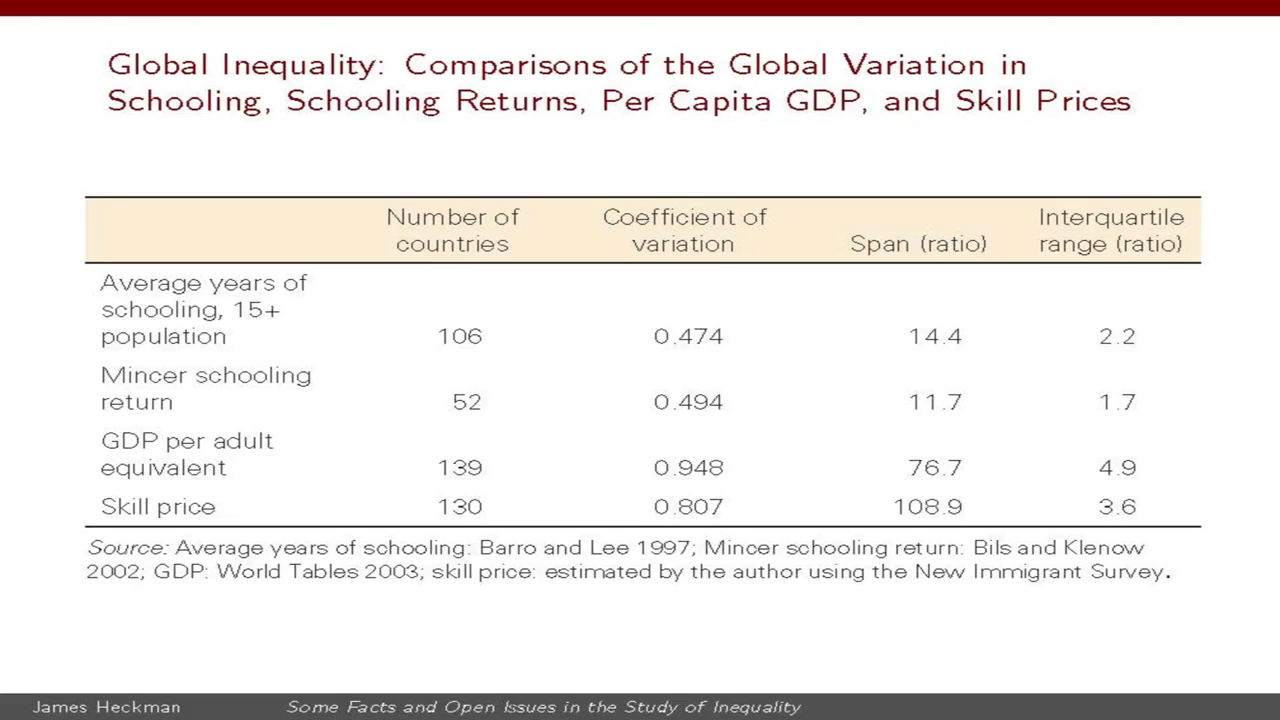 Global Inequality: Comparisons of the Global Variation in
Schooling, Schooling Returns, Per Capita GDP, and Skill Prices
Number of Coefficient of Interquartile
countries variation Span (ratio) range (ratio)
Average years of
schooling, 15+
population 106 0.474 14.4 2.2
Mincer schooling
return 52 0.494 11.7 1.7
GDP per adult
equivalent 139 0.948 76.7 4.9
Skill price 130 0.807 108.9 3.6
Source: Average years of schooling: Barro and Lee 1997; Mincer schooling return: Bils and Klenow
2002; GDP: World Tables 2003; skill price: estimated by the author using the New Immigrant Survey.
James Heckman Some Facts and Open Issues in the Study of Inequality